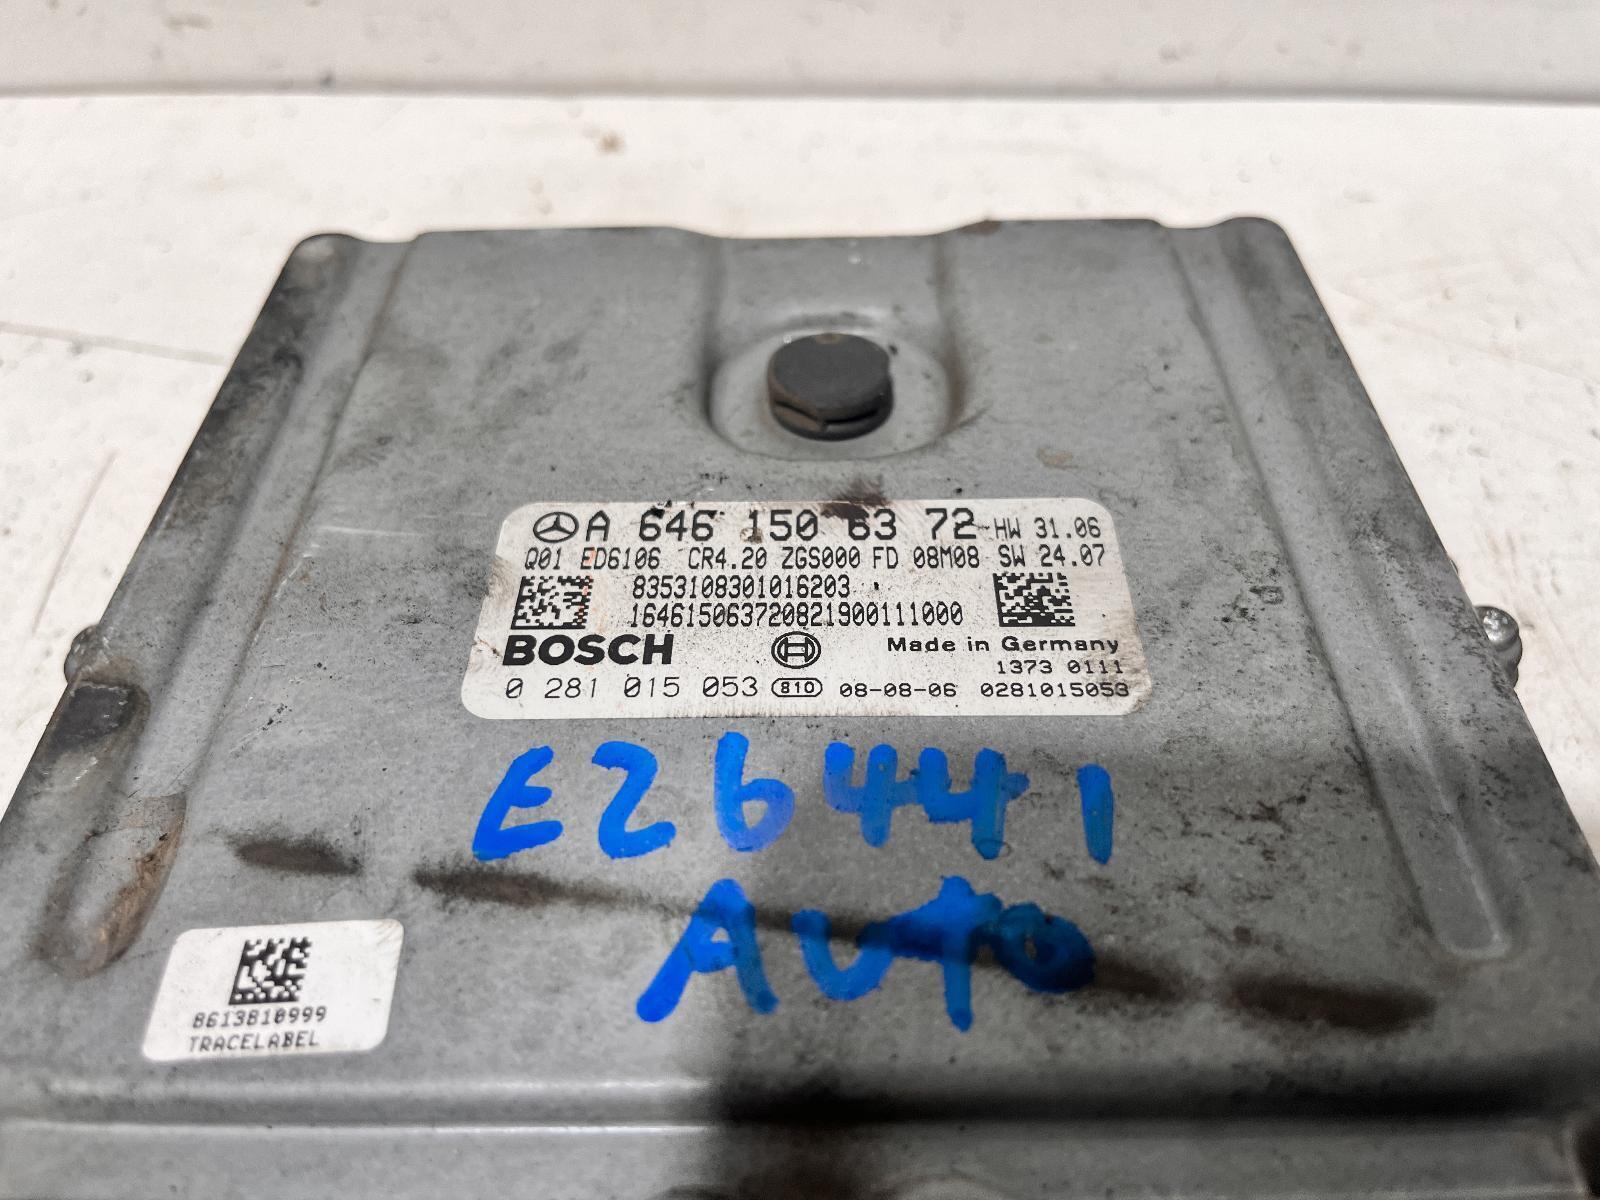 A 646 150 63 72 HW 31.06
Q01 ED6106 CR4.20 ZGS000 FD 08M08 SW 24.07
8353108301016203
164615063720821900111000
BOSCH Made in Germany
1373 0111
0 281 015 053 810 08-08-06 0281015053
E26441
AUTO
8613810999
TRACELABEL